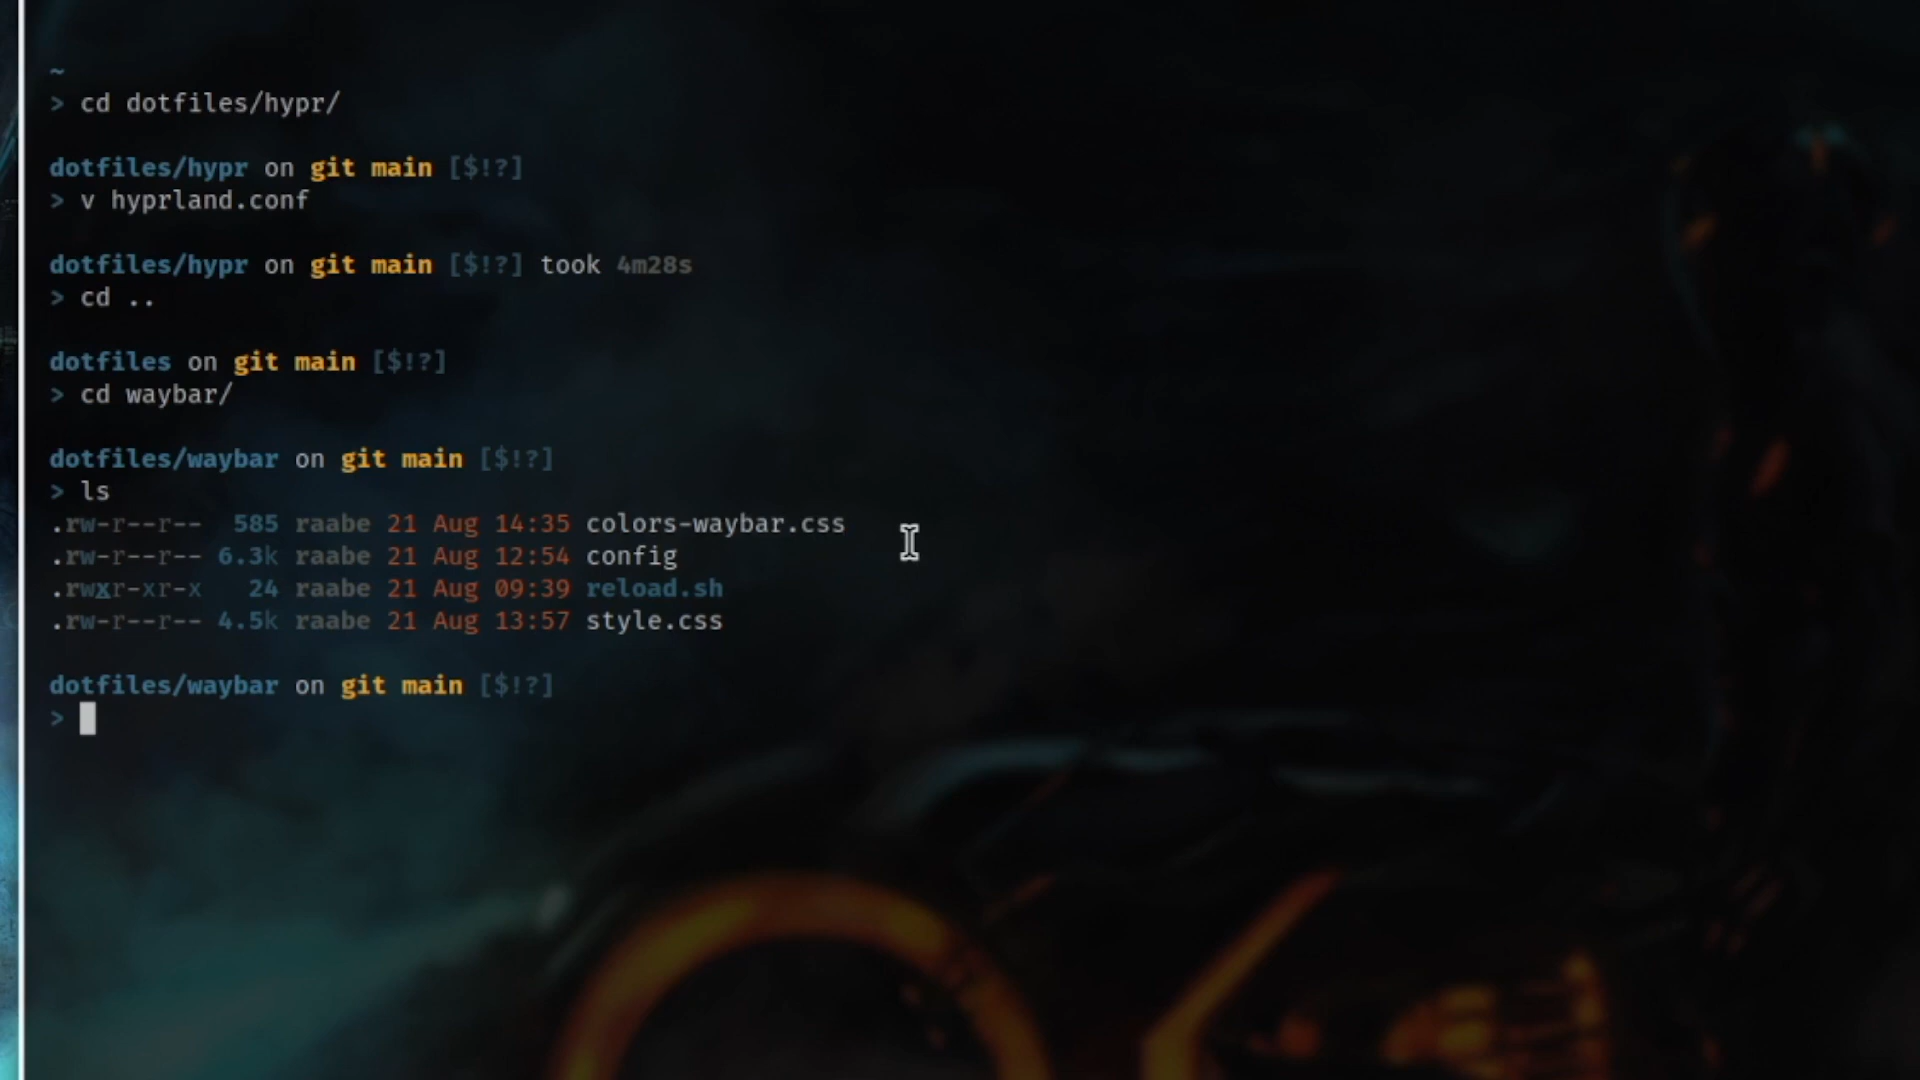 ~
> cd dotfiles/hypr/
dotfiles/hypr on git main [$!?]
> v hyprland.conf
dotfiles/hypr on git main [$!?] took 4m28s
> cd ..
dotfiles on git main [$!?]
> cd waybar/
dotfiles/waybar on git main [$!?]
> ls
.rw-r--r-- 585 raabe 21 Aug 14:35 colors-waybar.css
.rw-r--r-- 6.3k raabe 21 Aug 12:54 config
.rwxr-xr-x 24 raabe 21 Aug 09:39 reload.sh
.rw-r--r-- 4.5k raabe 21 Aug 13:57 style.css
dotfiles/waybar on git main [$!?]
>